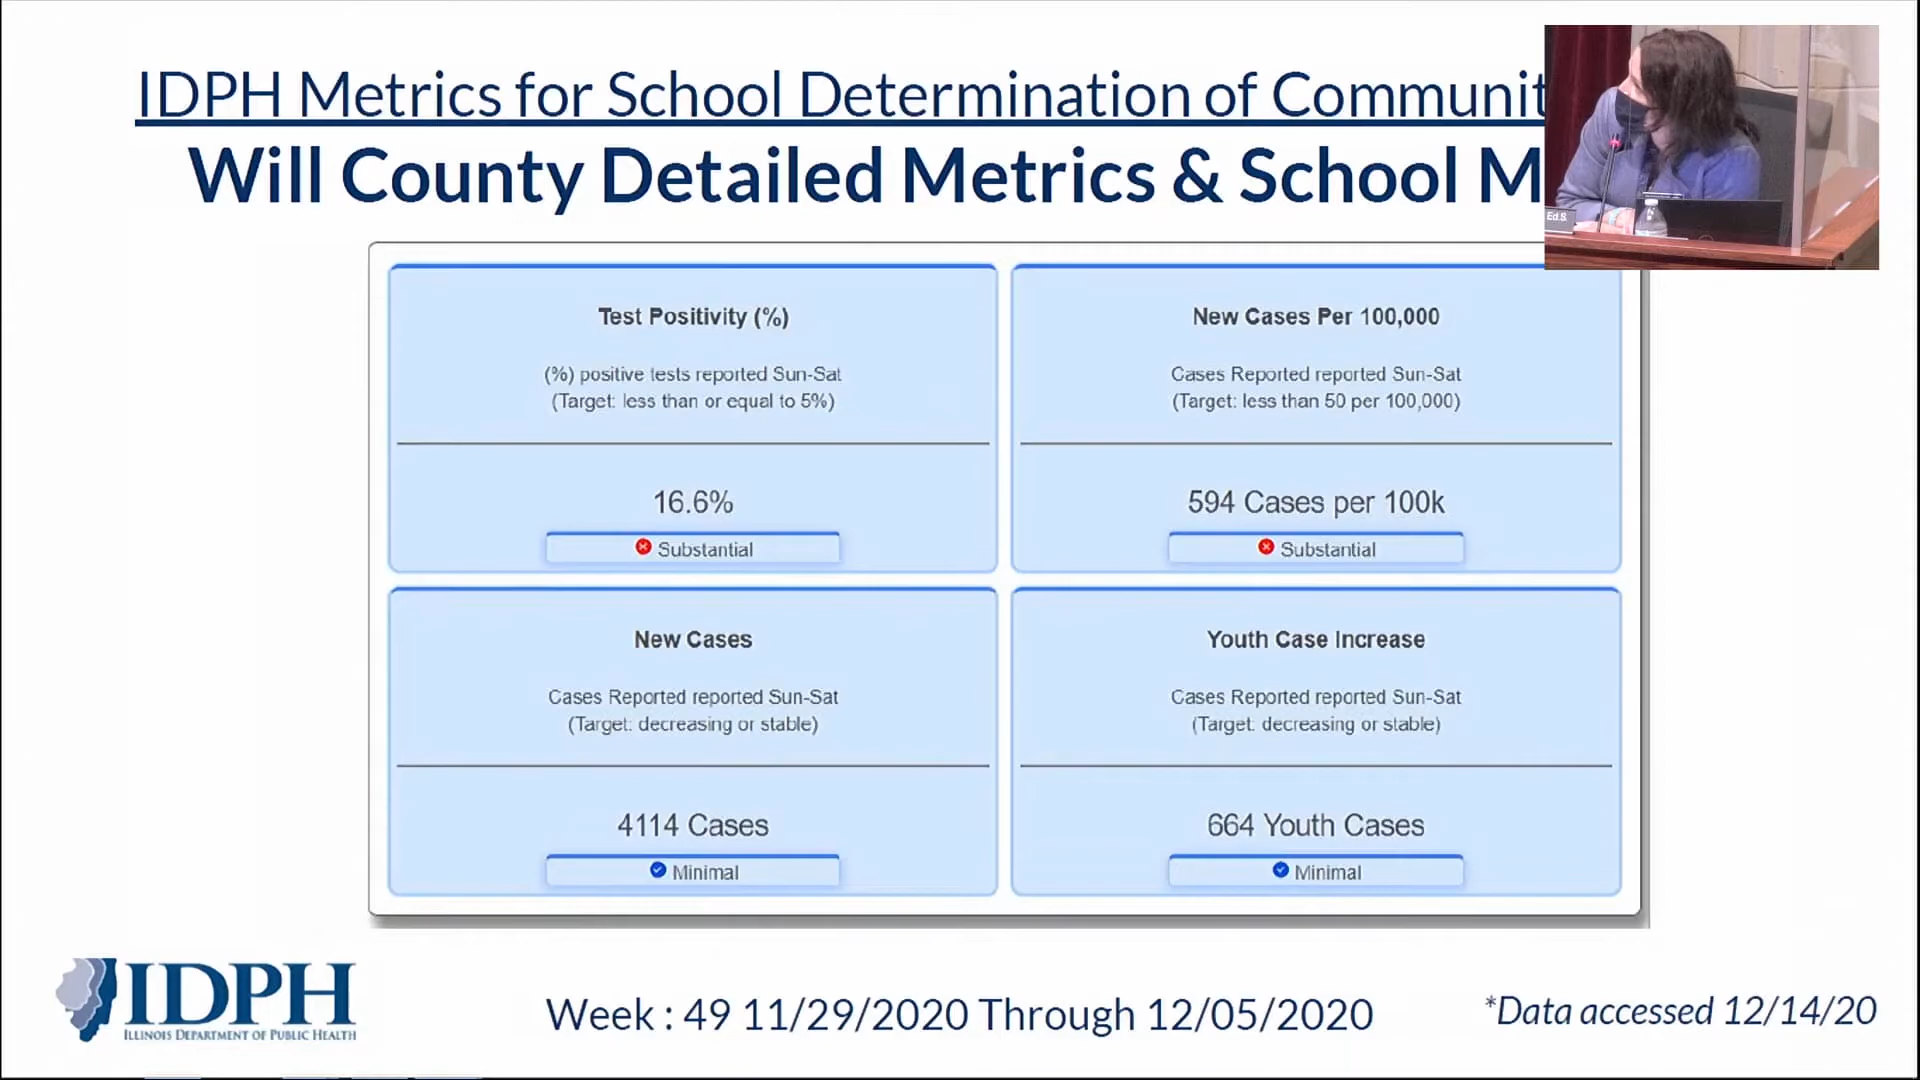 IDPH Metrics for School Determination of Communit
Will County Detailed Metrics & School M
Ed.S.
Test Positivity (%)
(%) positive tests reported Sun-Sat
(Target: less than or equal to 5%)
16.6%
Substantial
New Cases Per 100,000
Cases Reported reported Sun-Sat
(Target: less than 50 per 100,000)
594 Cases per 100k
Substantial
New Cases
Cases Reported reported Sun-Sat
(Target: decreasing or stable)
4114 Cases
Minimal
Youth Case Increase
Cases Reported reported Sun-Sat
(Target: decreasing or stable)
664 Youth Cases
Minimal
IDPH
ILLINOIS DEPARTMENT OF PUBLIC HEALTH
Week : 49 11/29/2020 Through 12/05/2020
*Data accessed 12/14/20